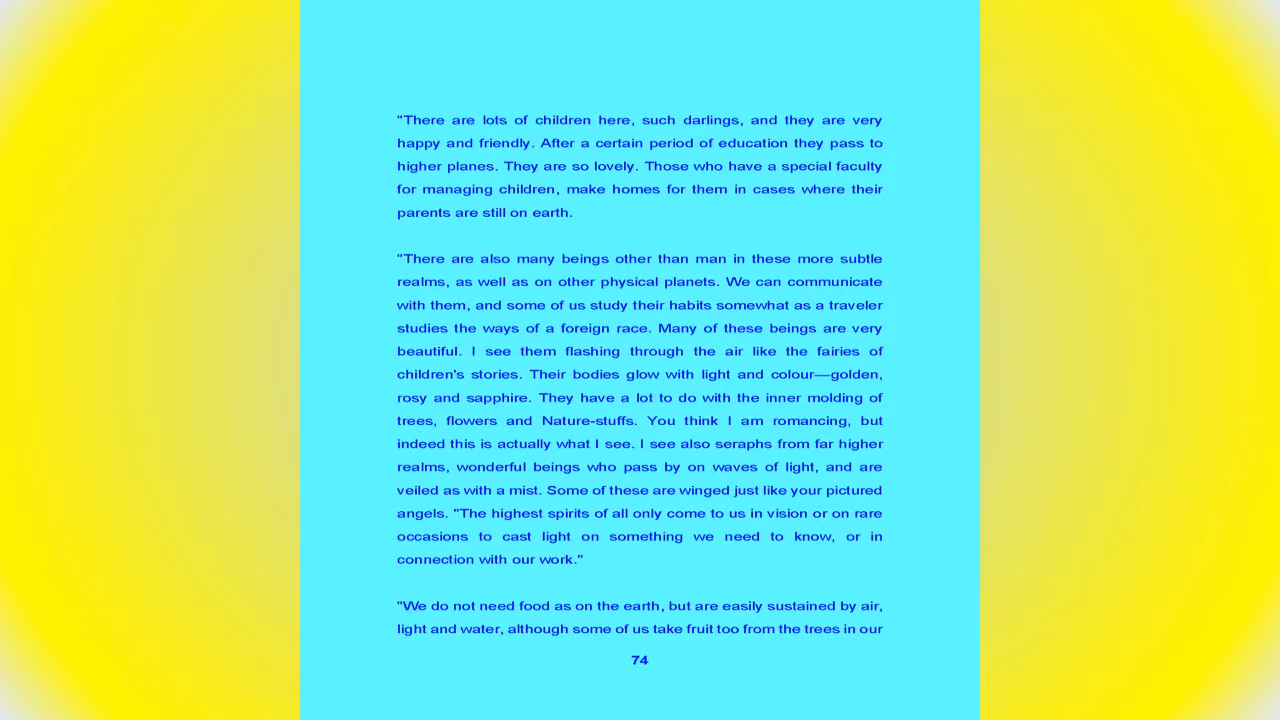 "There are lots of children here, such darlings, and they are very
happy and friendly. After a certain period of education they pass to
higher planes. They are so lovely. Those who have a special faculty
for managing children, make homes for them in cases where their
parents are still on earth.
"There are also many beings other than man in these more subtle
realms, as well as on other physical planets. We can communicate
with them, and some of us study their habits somewhat as a traveler
studies the ways of a foreign race. Many of these beings are very
beautiful. I see them flashing through the air like the fairies of
children's stories. Their bodies glow with light and colour—golden,
rosy and sapphire. They have a lot to do with the inner molding of
trees, flowers and Nature-stuffs. You think I am romancing, but
indeed this is actually what I see. I see also seraphs from far higher
realms, wonderful beings who pass by on waves of light, and are
veiled as with a mist. Some of these are winged just like your pictured
angels. "The highest spirits of all only come to us in vision or on rare
occasions to cast light on something we need to know, or in
connection with our work."
"We do not need food as on the earth, but are easily sustained by air,
light and water, although some of us take fruit too from the trees in our
74